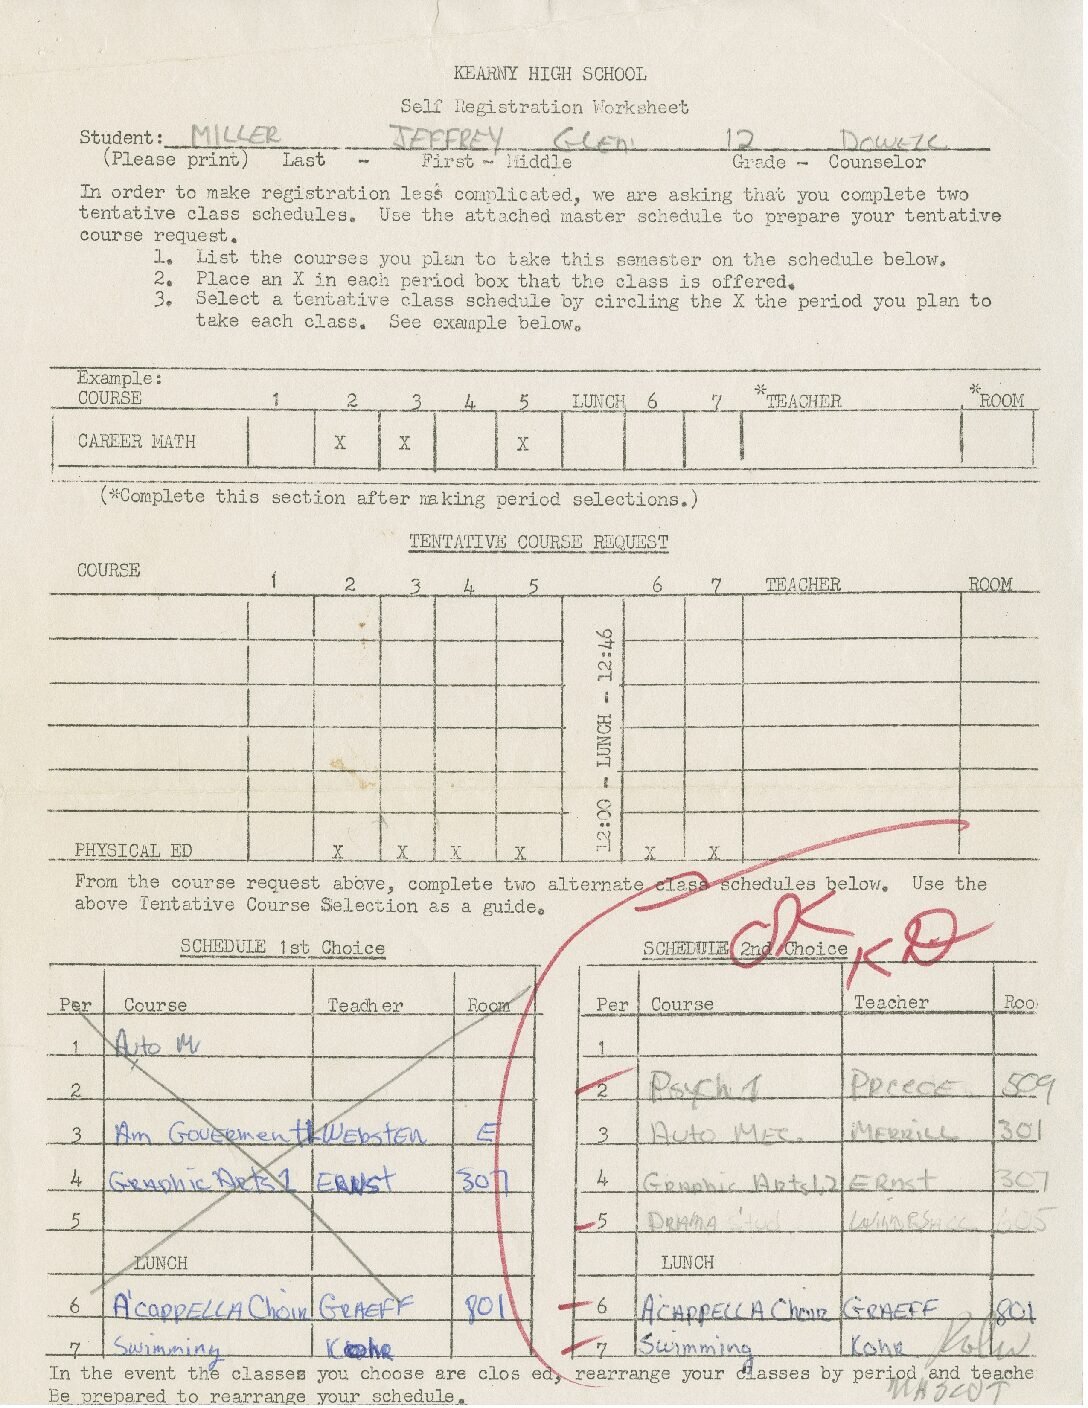 KEARNY HIGH SCHOOL
Self Registration Worksheet
Student: MILLER JEFFREY GLEN 12 DOWELL
(Please print) Last - First - Middle Grade - Counselor
In order to make registration less complicated, we are asking that you complete two
tentative class schedules. Use the attached master schedule to prepare your tentative
course request.
1. List the courses you plan to take this semester on the schedule below.
2. Place an X in each period box that the class is offered.
3. Select a tentative class schedule by circling the X the period you plan to
take each class. See example below.
Example:
COURSE 1 2 3 4 5 LUNCH 6 7 *TEACHER *ROOM
CAREER MATH X X X
(*Complete this section after making period selections.)
TENTATIVE COURSE REQUEST
COURSE 1 2 3 4 5 6 7 TEACHER ROOM
12:00 - LUNCH - 12:46
PHYSICAL ED X X X X X X
From the course request above, complete two alternate class schedules below. Use the
above Tentative Course Selection as a guide.
OK KD
SCHEDULE 1st Choice
Per Course Teacher Room
1 Auto M
2
3 Am Goverment Websten E
4 Graphic Arts 1 ERNST 307
5
LUNCH
6 A'cappella Choir GRAEFF 801
7 Swimming Kohr
SCHEDULE 2nd Choice
Per Course Teacher Roo
1
2 Psych 1 PREECE 509
3 Auto Mec. MERRILL 301
4 Graphic Arts 1,2 Ernst 307
5 DRAMA 605
LUNCH
6 A'CAPPELLA Choir GRAEFF 801
7 Swimming Kohr
In the event the classes you choose are clos ed, rearrange your classes by period and teache
MASCOT
Be prepared to rearrange your schedule.